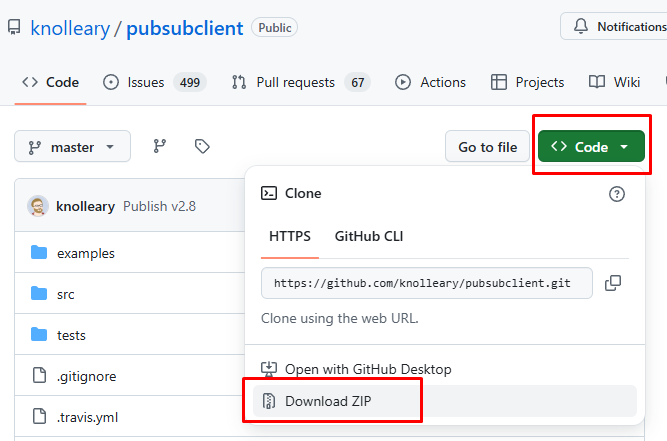 knolleary / pubsubclient Public
Notifications
Code Issues 499 Pull requests 67 Actions Projects Wiki
master Go to file Code
knolleary Publish v2.8
Clone
HTTPS GitHub CLI
examples
https://github.com/knolleary/pubsubclient.git
src
Clone using the web URL.
tests
Open with GitHub Desktop
.gitignore
Download ZIP
.travis.yml